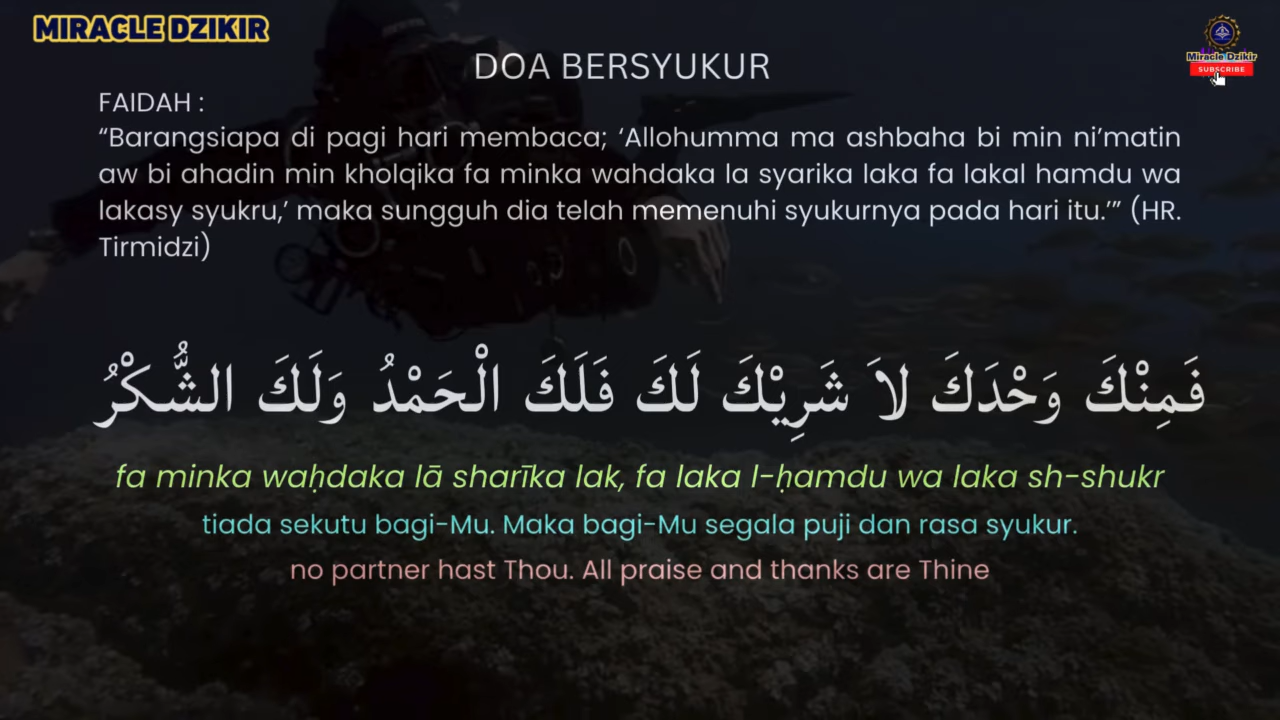 MIRACLE DZIKIR
Miracle Dzikir
SUBSCRIBE
DOA BERSYUKUR
FAIDAH :
“Barangsiapa di pagi hari membaca; ‘Allohumma ma ashbaha bi min ni’matin
aw bi ahadin min kholqika fa minka wahdaka la syarika laka fa lakal hamdu wa
lakasy syukru,’ maka sungguh dia telah memenuhi syukurnya pada hari itu.’” (HR.
Tirmidzi)
فَمِنْكَ وَحْدَكَ لاَ شَرِيْكَ لَكَ فَلَكَ الْحَمْدُ وَلَكَ الشُّكْرُ
fa minka waḥdaka lā sharīka lak, fa laka l-ḥamdu wa laka sh-shukr
tiada sekutu bagi-Mu. Maka bagi-Mu segala puji dan rasa syukur.
no partner hast Thou. All praise and thanks are Thine